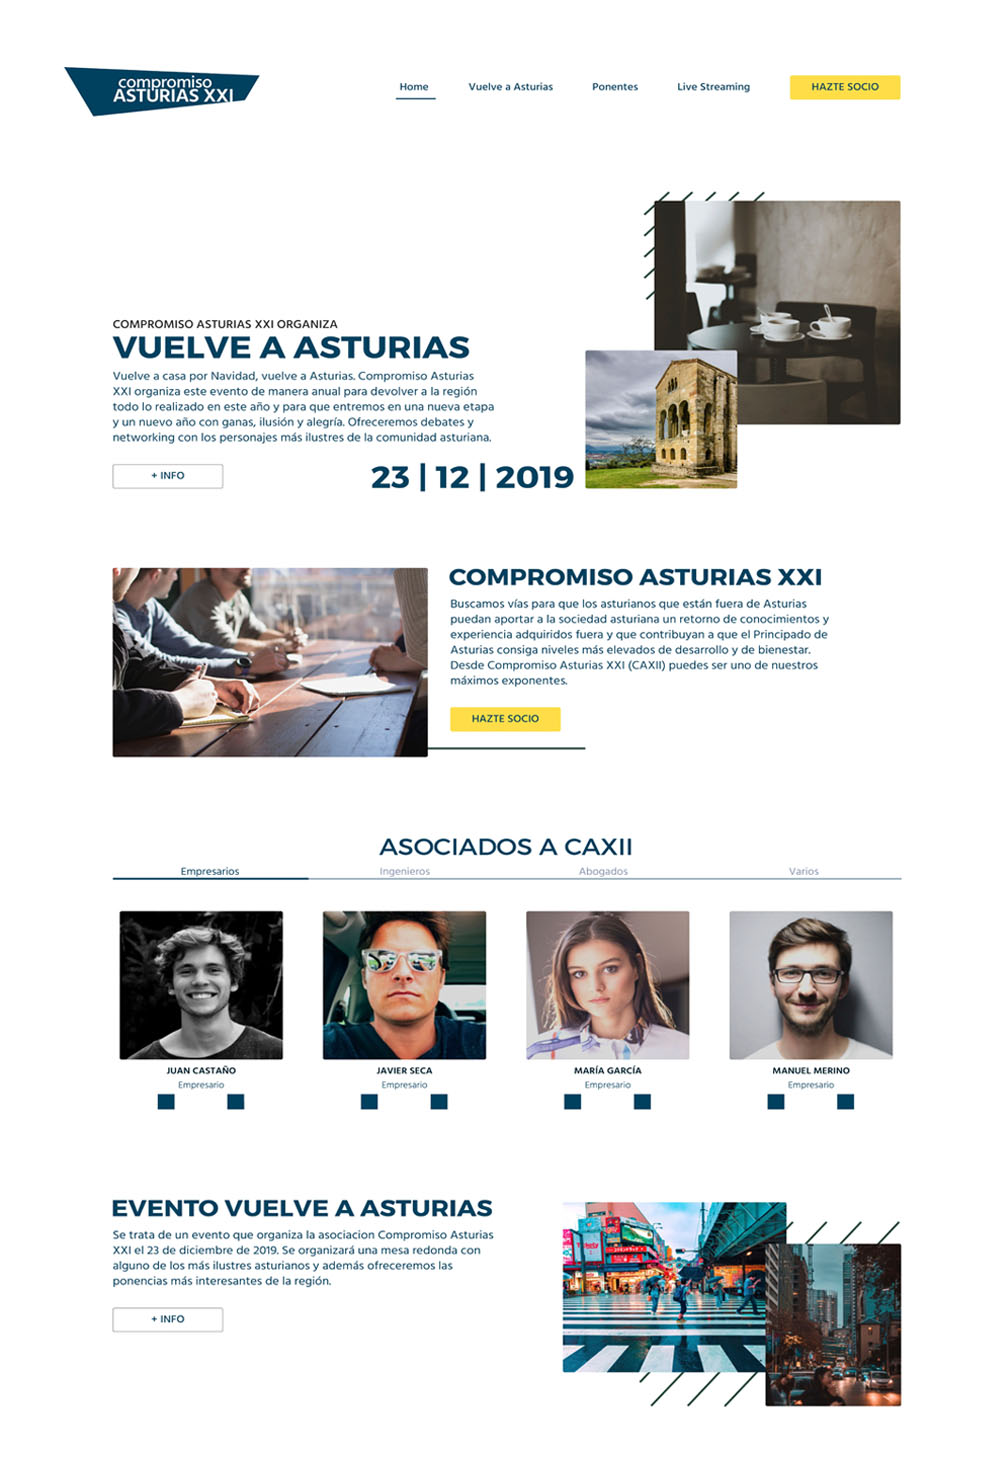 compromiso
ASTURIAS XXI
Home
Vuelve a Asturias
Ponentes
Live Streaming
HAZTE SOCIO
COMPROMISO ASTURIAS XXI ORGANIZA
VUELVE A ASTURIAS
Vuelve a casa por Navidad, vuelve a Asturias. Compromiso Asturias
XXI organiza este evento de manera anual para devolver a la región
todo lo realizado en este año y para que entremos en una nueva etapa
y un nuevo año con ganas, ilusión y alegría. Ofreceremos debates y
networking con los personajes más ilustres de la comunidad asturiana.
+ INFO
23 | 12 | 2019
COMPROMISO ASTURIAS XXI
Buscamos vías para que los asturianos que están fuera de Asturias
puedan aportar a la sociedad asturiana un retorno de conocimientos y
experiencia adquiridos fuera y que contribuyan a que el Principado de
Asturias consiga niveles más elevados de desarrollo y de bienestar.
Desde Compromiso Asturias XXI (CAXII) puedes ser uno de nuestros
máximos exponentes.
HAZTE SOCIO
ASOCIADOS A CAXII
Empresarios
Ingenieros
Abogados
Varios
JUAN CASTAÑO
Empresario
JAVIER SECA
Empresario
MARÍA GARCÍA
Empresario
MANUEL MERINO
Empresario
EVENTO VUELVE A ASTURIAS
Se trata de un evento que organiza la asociacion Compromiso Asturias
XXI el 23 de diciembre de 2019. Se organizará una mesa redonda con
alguno de los más ilustres asturianos y además ofreceremos las
ponencias más interesantes de la región.
+ INFO